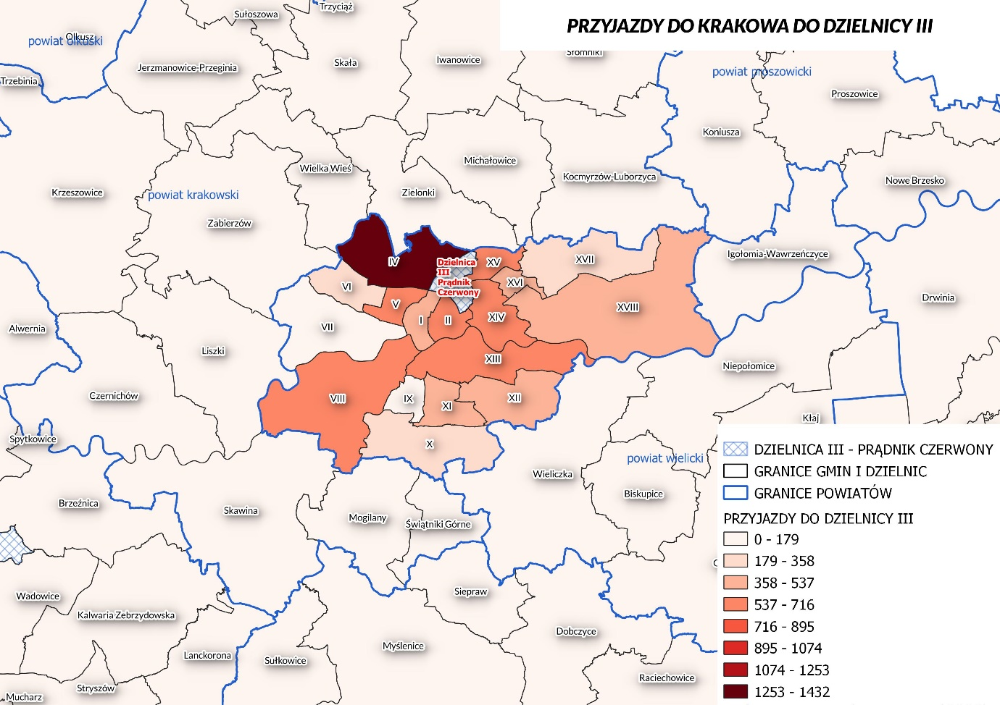 PRZYJAZDY DO KRAKOWA DO DZIELNICY III
Trzyciąż
Sułoszowa
Olkusz
powiat olkuski
Słomniki
Iwanowice
Skała
Jerzmanowice-Przeginia
Trzebinia
powiat proszowicki
Proszowice
Koniusza
Michałowice
Wielka Wieś
Kocmyrzów-Luborzyca
Nowe Brzesko
Krzeszowice
powiat krakowski
Zielonki
Zabierzów
Igołomia-Wawrzeńczyce
IV
Dzielnica
III
Prądnik
Czerwony
XV
XVII
XVI
VI
V
Drwinia
XVIII
I
II
XIV
VII
Alwernia
Liszki
XIII
Niepołomice
Czernichów
VIII
IX
XI
XII
Kłaj
Spytkowice
X
powiat wielicki
Wieliczka
Biskupice
Brzeźnica
Skawina
Mogilany
Świątniki Górne
Siepraw
Wadowice
Kalwaria Zebrzydowska
Dobczyce
Myślenice
Lanckorona
Sułkowice
Raciechowice
Stryszów
Mucharz
DZIELNICA III - PRĄDNIK CZERWONY
GRANICE GMIN I DZIELNIC
GRANICE POWIATÓW
PRZYJAZDY DO DZIELNICY III
0 - 179
179 - 358
358 - 537
537 - 716
716 - 895
895 - 1074
1074 - 1253
1253 - 1432